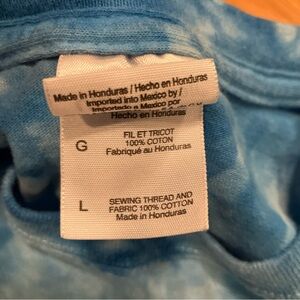 Made in Honduras / Hecho en Honduras
Imported into Mexico by /
Importado a Mexico por
Hecho en Honduras
G
FIL ET TRICOT
100% COTON
Fabriqué au Honduras
L
SEWING THREAD AND
FABRIC 100% COTTON
Made in Honduras